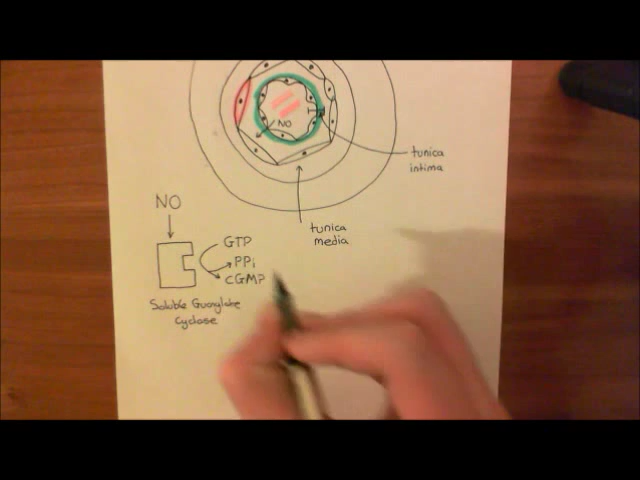 NO
tunica
intima
tunica
media
NO
GTP
PPi
CGMP
Soluble Guanylate
Cyclase